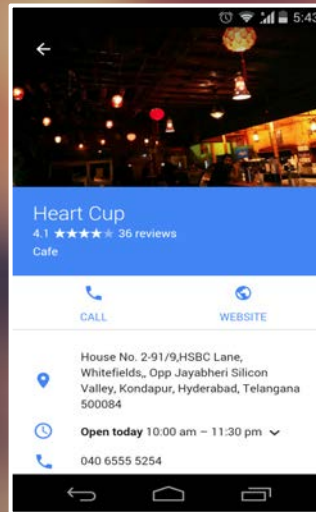 5:43
Heart Cup
4.1 ★★★★★ 36 reviews
Cafe
CALL
WEBSITE
House No. 2-91/9,HSBC Lane,
Whitefields,, Opp Jayabheri Silicon
Valley, Kondapur, Hyderabad, Telangana
500084
Open today 10:00 am – 11:30 pm
040 6555 5254